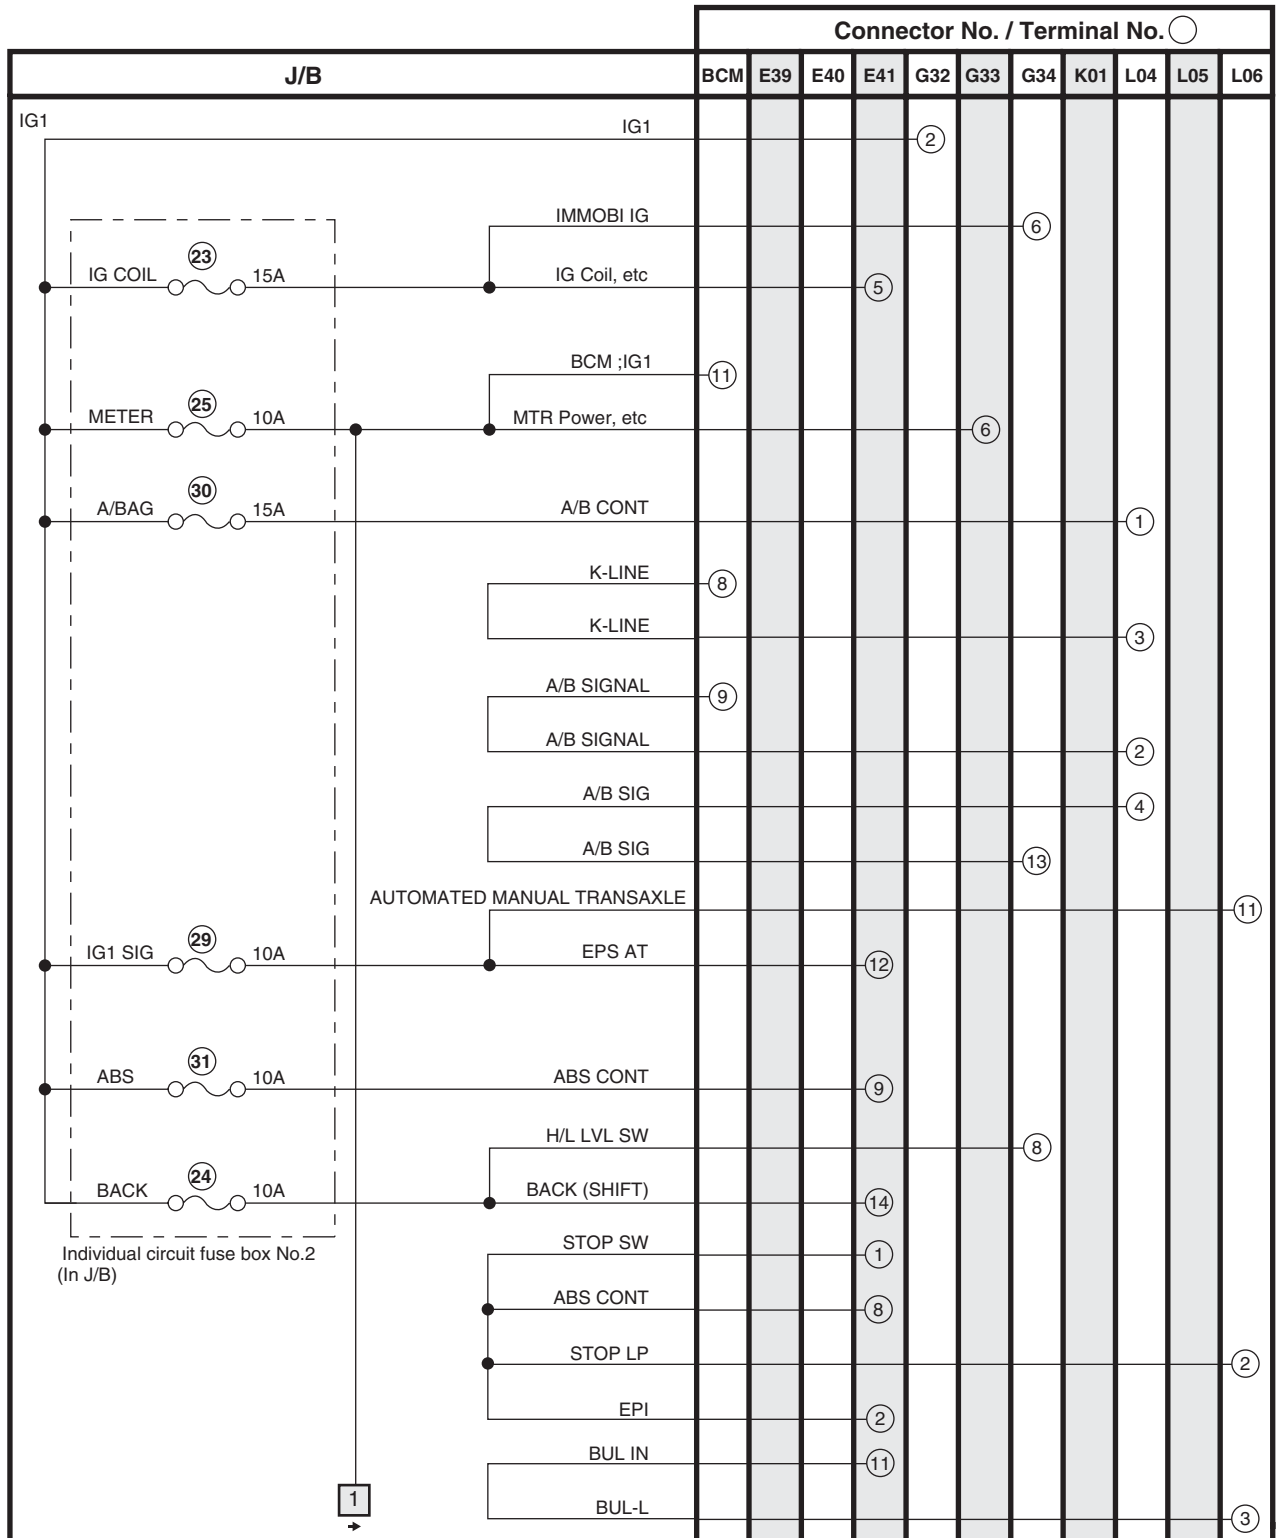 Connector No. / Terminal No.
J/B BCM E39 E40 E41 G32 G33 G34 K01 L04 L05 L06
IG1 IG1 2
IMMOBI IG 6
23
IG COIL 15A IG Coil, etc 5
BCM ;IG1 11
25
METER 10A MTR Power, etc 6
30
A/BAG 15A A/B CONT 1
K-LINE 8
K-LINE 3
A/B SIGNAL 9
A/B SIGNAL 2
A/B SIG 4
A/B SIG 13
AUTOMATED MANUAL TRANSAXLE 11
29
IG1 SIG 10A EPS AT 12
31
ABS 10A ABS CONT 9
H/L LVL SW 8
24
BACK 10A BACK (SHIFT) 14
Individual circuit fuse box No.2
(In J/B)
STOP SW 1
ABS CONT 8
STOP LP 2
EPI 2
BUL IN 11
1
BUL-L 3